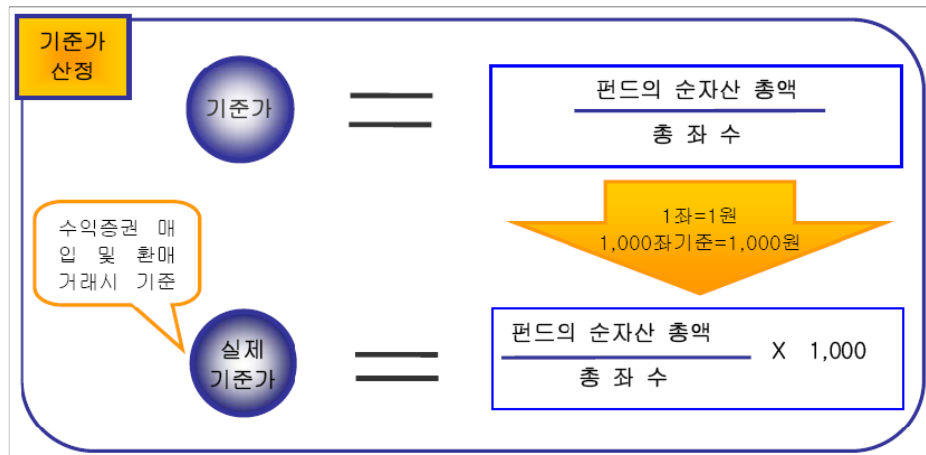 기준가
산정
기준가
펀드의 순자산 총액
총 좌 수
1좌=1원
1,000좌기준=1,000원
수익증권 매
입 및 환매
거래시 기준
실제
기준가
펀드의 순자산 총액
총 좌 수
X 1,000